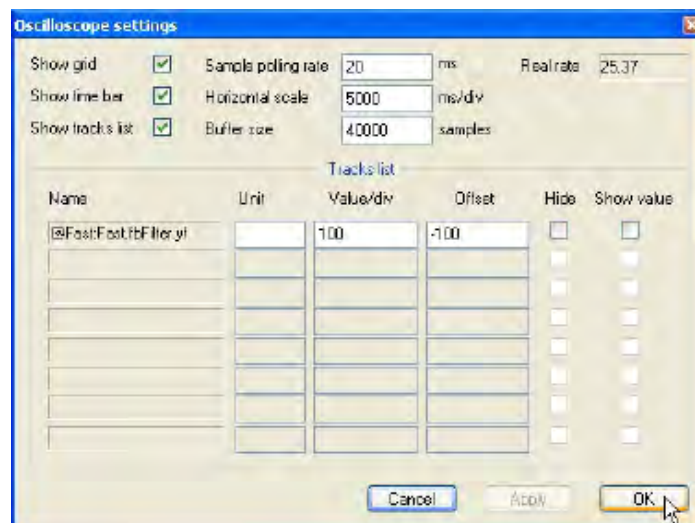 Oscilloscope settings
Show grid Sample polling rate 20 ms Real rate 25.37
Show time bar Horizontal scale 5000 ms/div
Show tracks list Buffer size 40000 samples
Tracks list
Name Unit Value/div Offset Hide Show value
@Fast:Fast.fbFilter.yf 100 -100
Cancel Apply OK